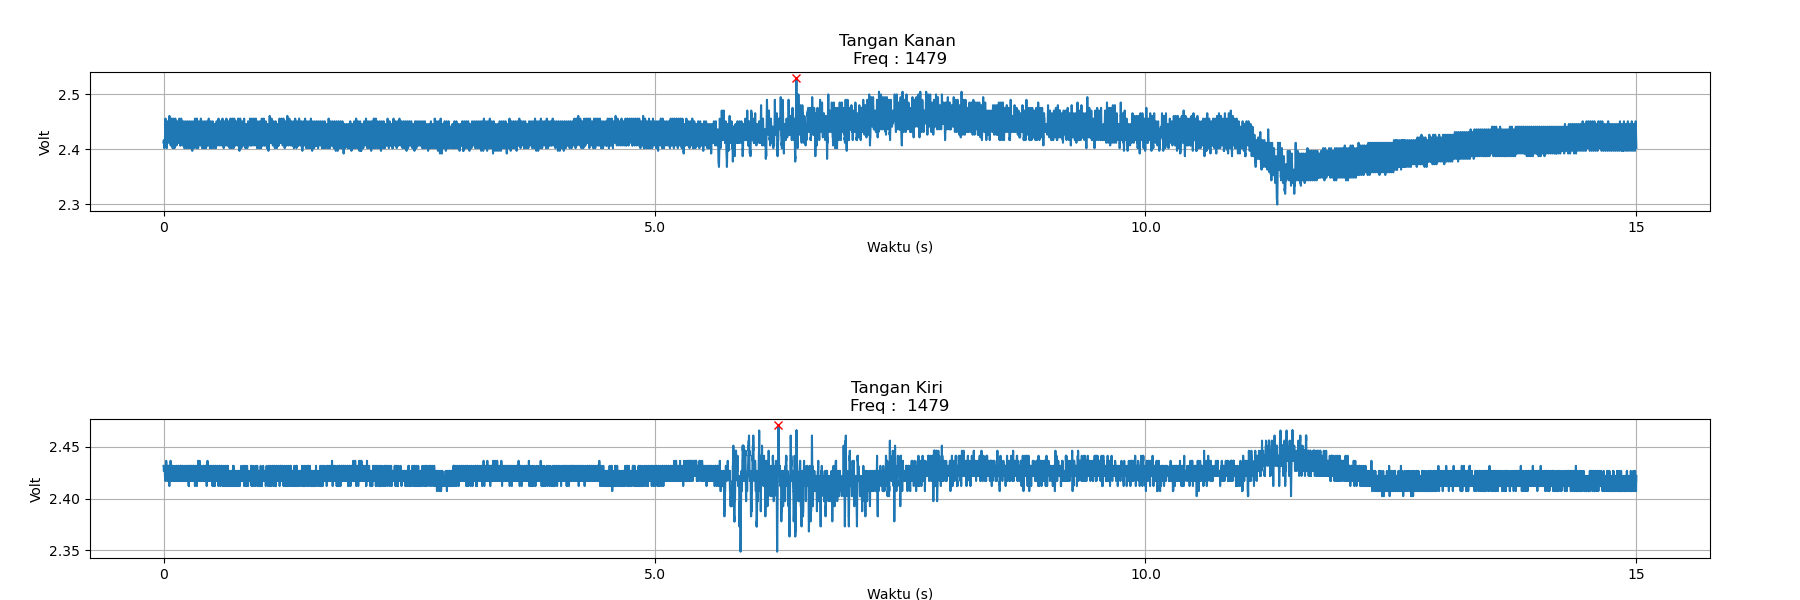 Tangan Kanan
Freq : 1479
2.5
2.4
2.3
Volt
0
5.0
10.0
15
Waktu (s)
Tangan Kiri
Freq :  1479
2.45
2.40
2.35
Volt
0
5.0
10.0
15
Waktu (s)